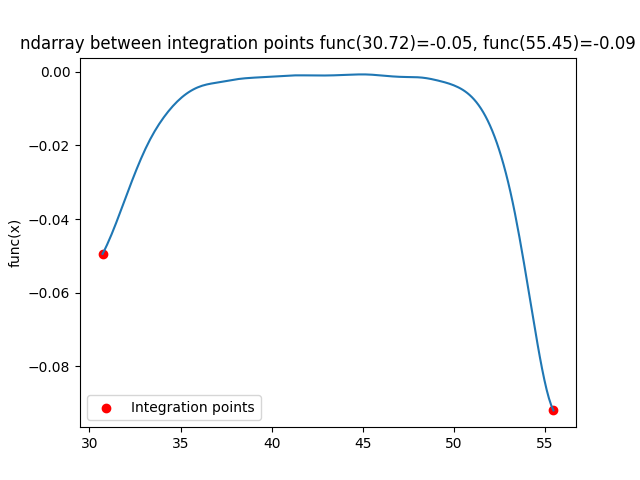 ndarray between integration points func(30.72)=-0.05, func(55.45)=-0.09
0.00
−0.02
−0.04
−0.06
−0.08
func(x)
Integration points
30 35 40 45 50 55